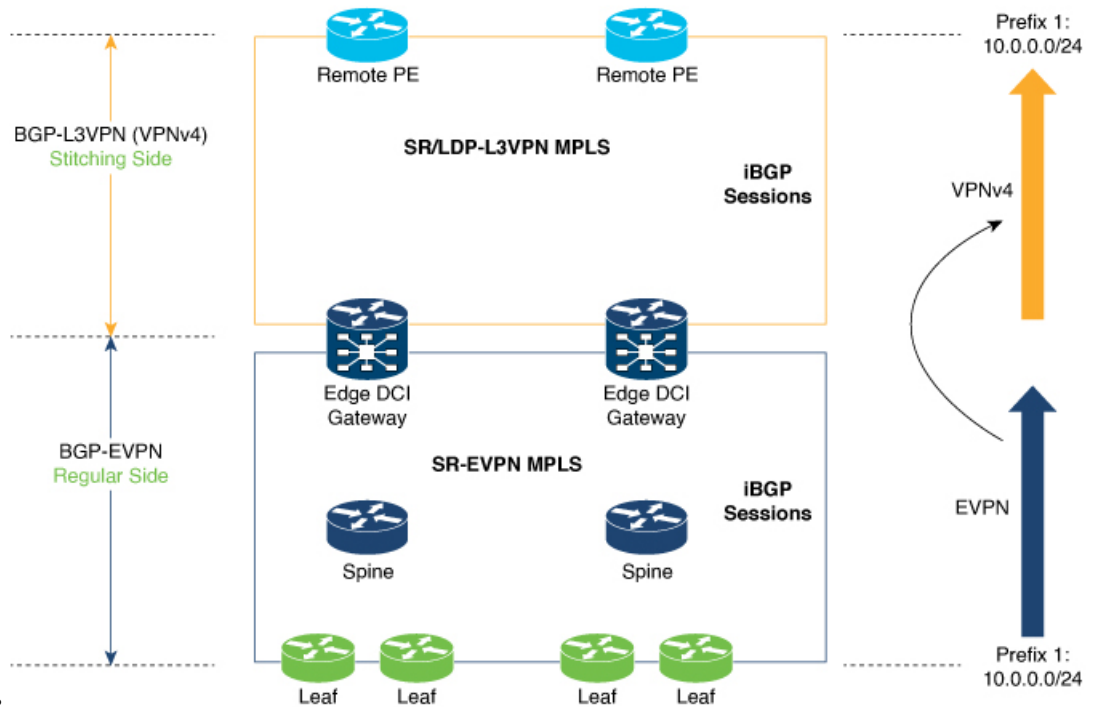 Prefix 1:
10.0.0.0/24
Remote PE
Remote PE
BGP-L3VPN (VPNv4)
Stitching Side
SR/LDP-L3VPN MPLS
iBGP
Sessions
VPNv4
Edge DCI
Gateway
Edge DCI
Gateway
BGP-EVPN
Regular Side
SR-EVPN MPLS
iBGP
Sessions
EVPN
Spine
Spine
Prefix 1:
10.0.0.0/24
Leaf
Leaf
Leaf
Leaf